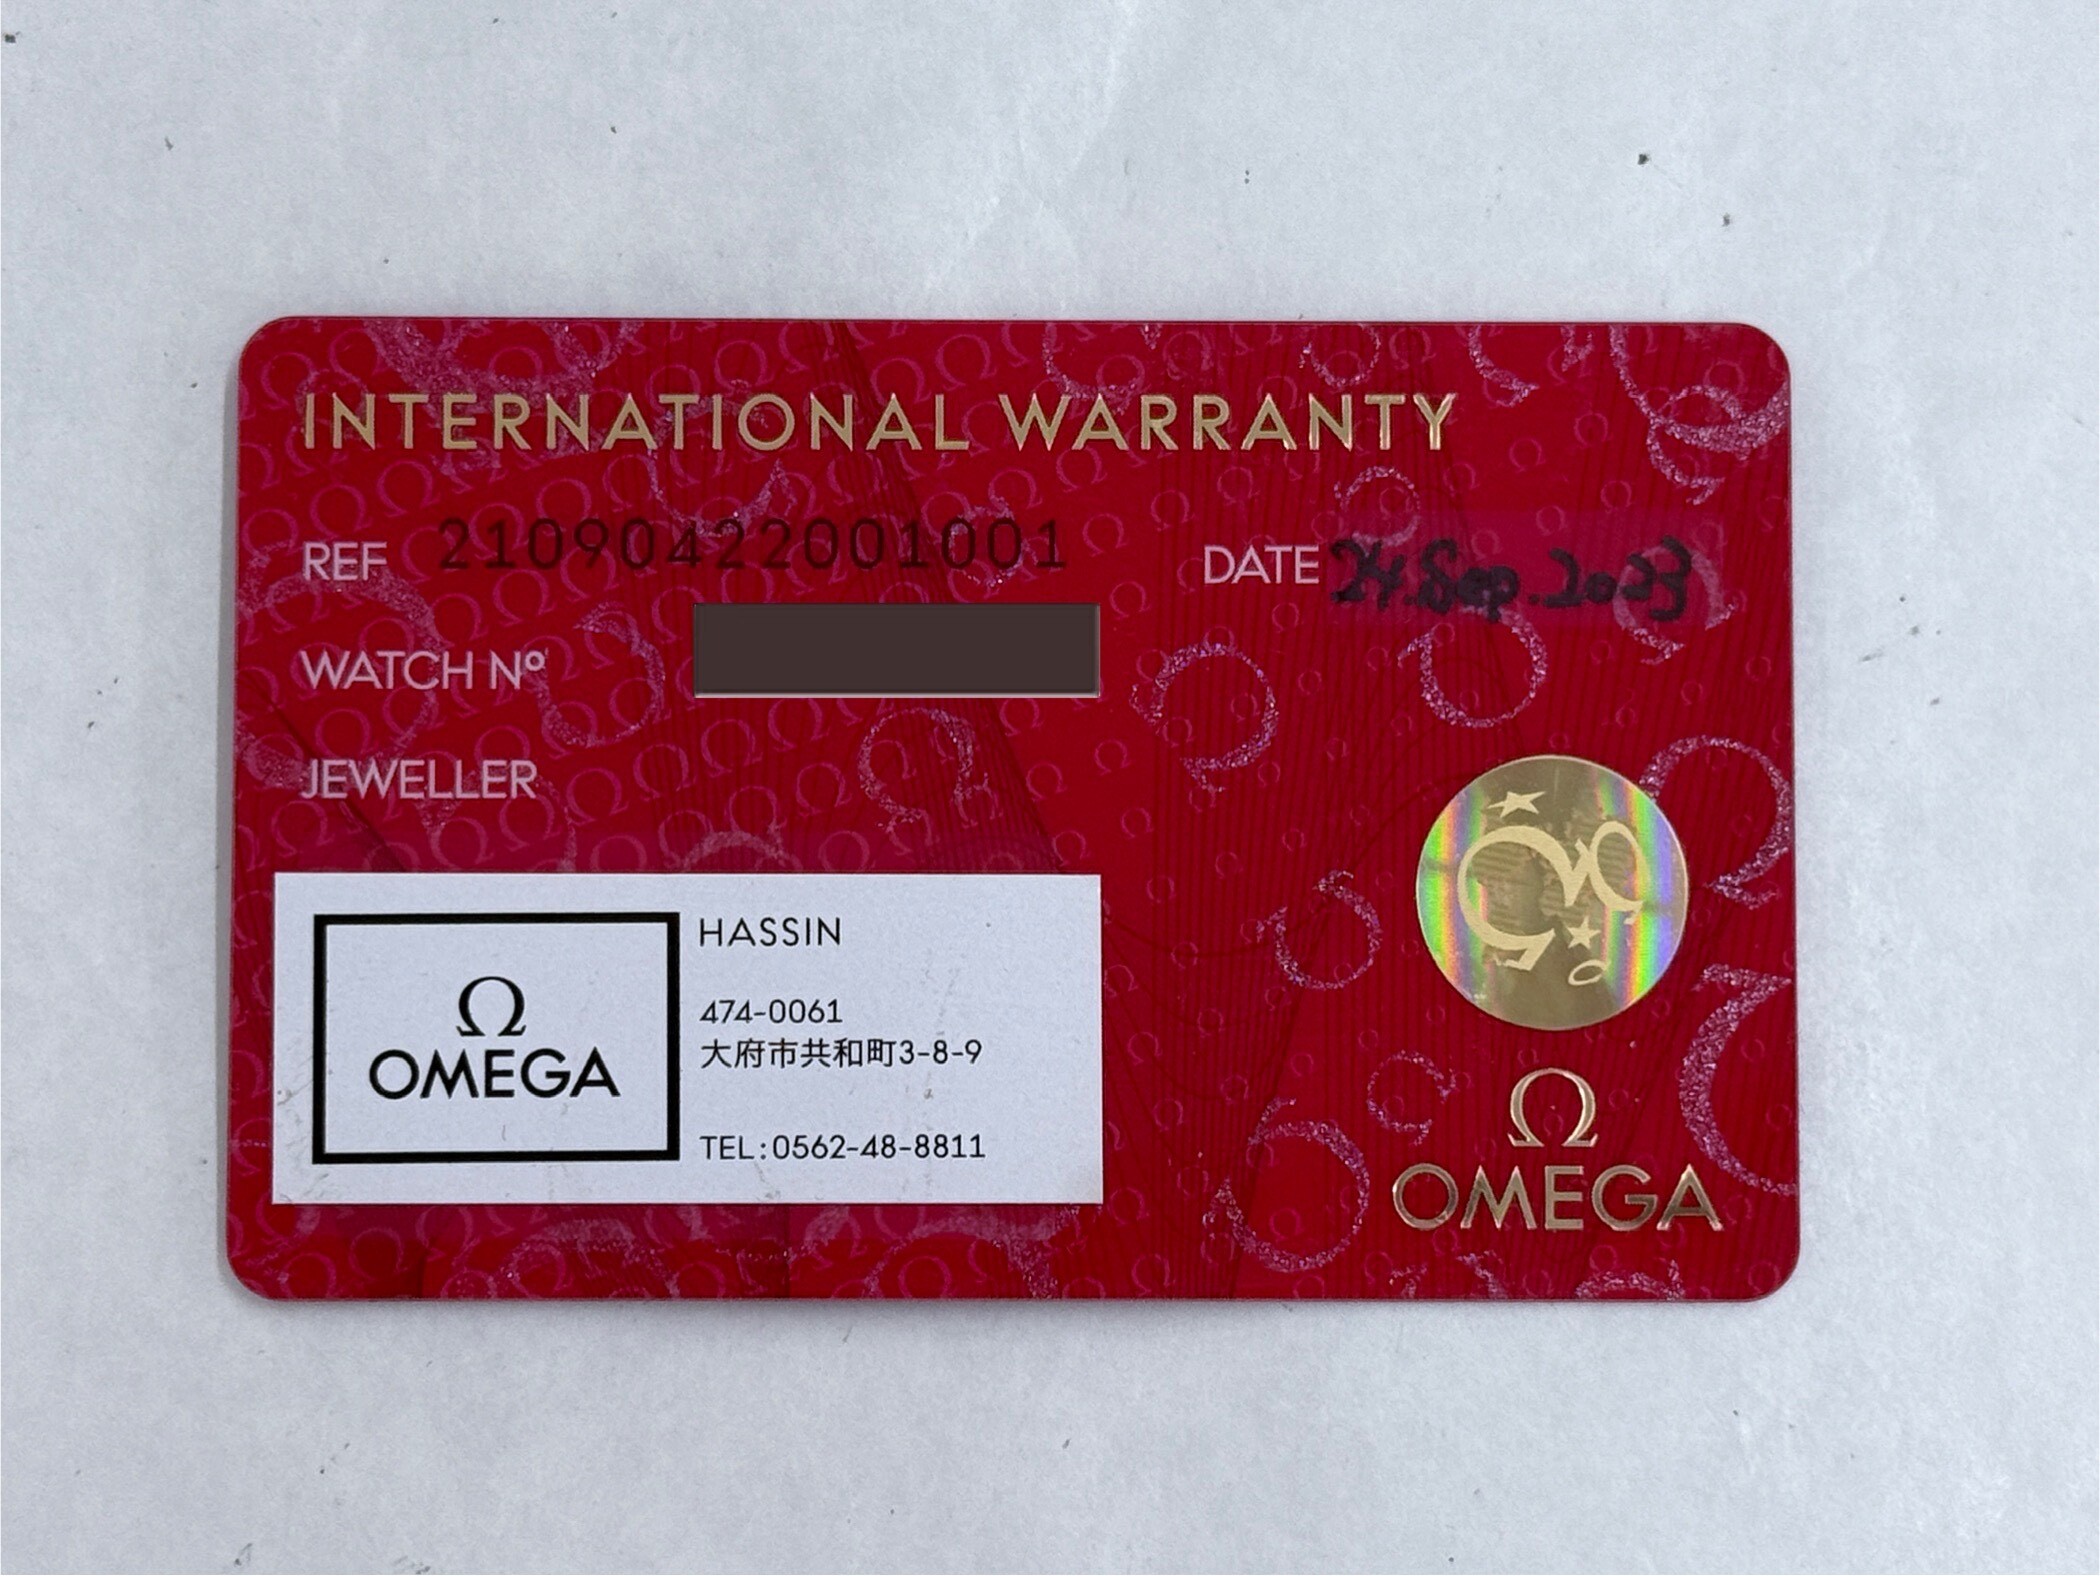 INTERNATIONAL WARRANTY
REF 21090422001001
DATE 24.Sep.2023
WATCH Nº
JEWELLER
Ω
OMEGA
HASSIN
474-0061
大府市共和町3-8-9
TEL:0562-48-8811
Ω
OMEGA